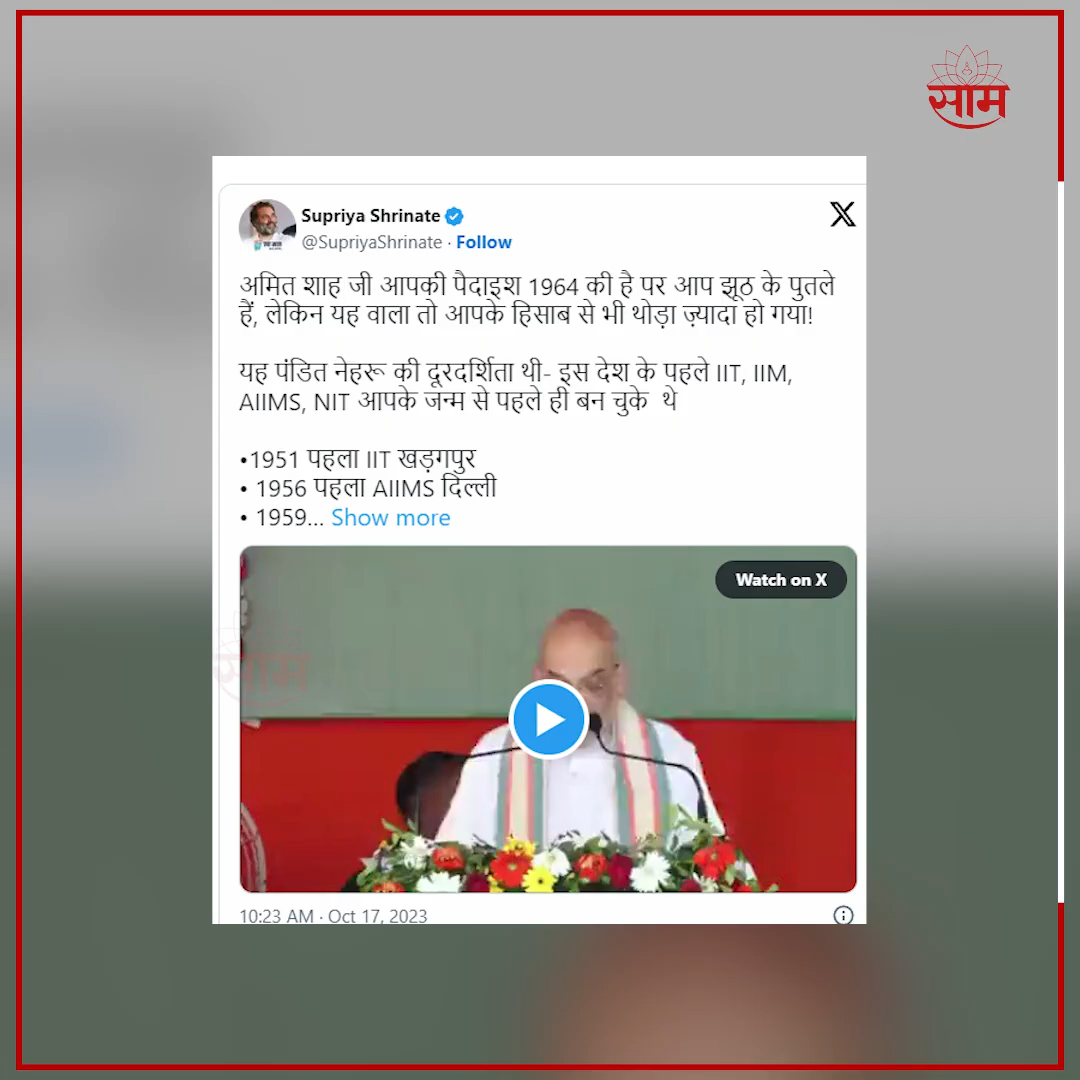 साम
Supriya Shrinate
@SupriyaShrinate · Follow
अमित शाह जी आपकी पैदाइश 1964 की है पर आप झूठ के पुतले
हैं, लेकिन यह वाला तो आपके हिसाब से भी थोड़ा ज़्यादा हो गया!
यह पंडित नेहरू की दूरदर्शिता थी- इस देश के पहले IIT, IIM,
AIIMS, NIT आपके जन्म से पहले ही बन चुके थे
•1951 पहला IIT खड़गपुर
• 1956 पहला AIIMS दिल्ली
• 1959... Show more
Watch on X
साम
10:23 AM · Oct 17, 2023